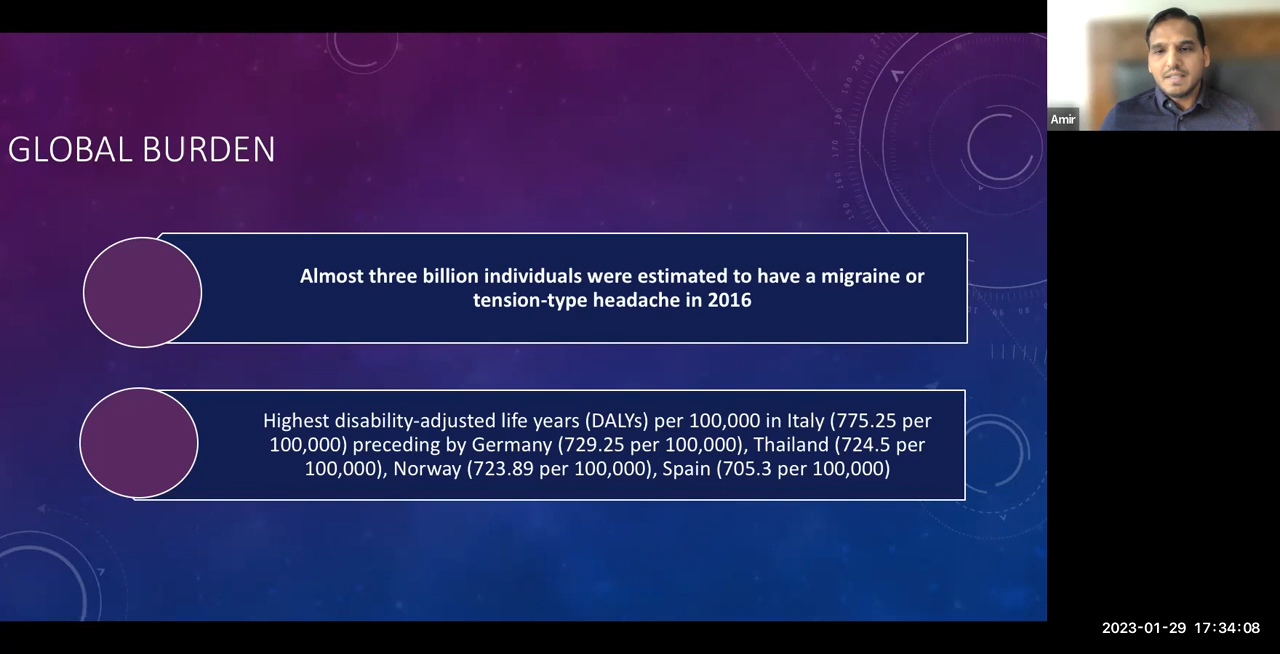 GLOBAL BURDEN
Almost three billion individuals were estimated to have a migraine or
tension-type headache in 2016
Highest disability-adjusted life years (DALYs) per 100,000 in Italy (775.25 per
100,000) preceding by Germany (729.25 per 100,000), Thailand (724.5 per
100,000), Norway (723.89 per 100,000), Spain (705.3 per 100,000)
Amir
2023-01-29 17:34:08